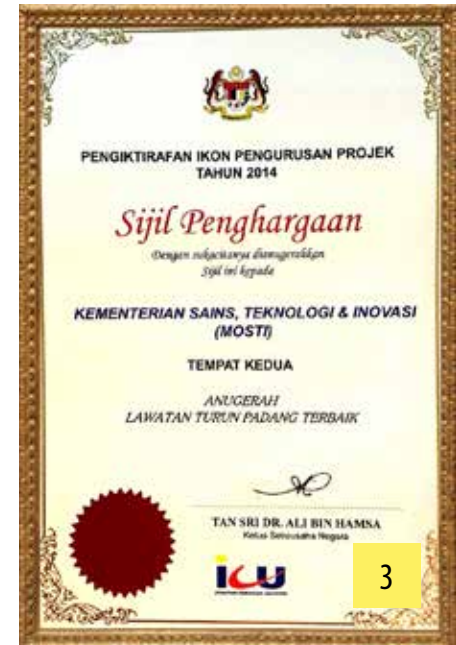 PENGIKTIRAFAN IKON PENGURUSAN PROJEK
TAHUN 2014
Sijil Penghargaan
Dengan sukacitanya dianugerahkan
Sijil ini kepada
KEMENTERIAN SAINS, TEKNOLOGI & INOVASI
(MOSTI)
TEMPAT KEDUA
ANUGERAH
LAWATAN TURUN PADANG TERBAIK
TAN SRI DR. ALI BIN HAMSA
Ketua Setiausaha Negara
icu
3